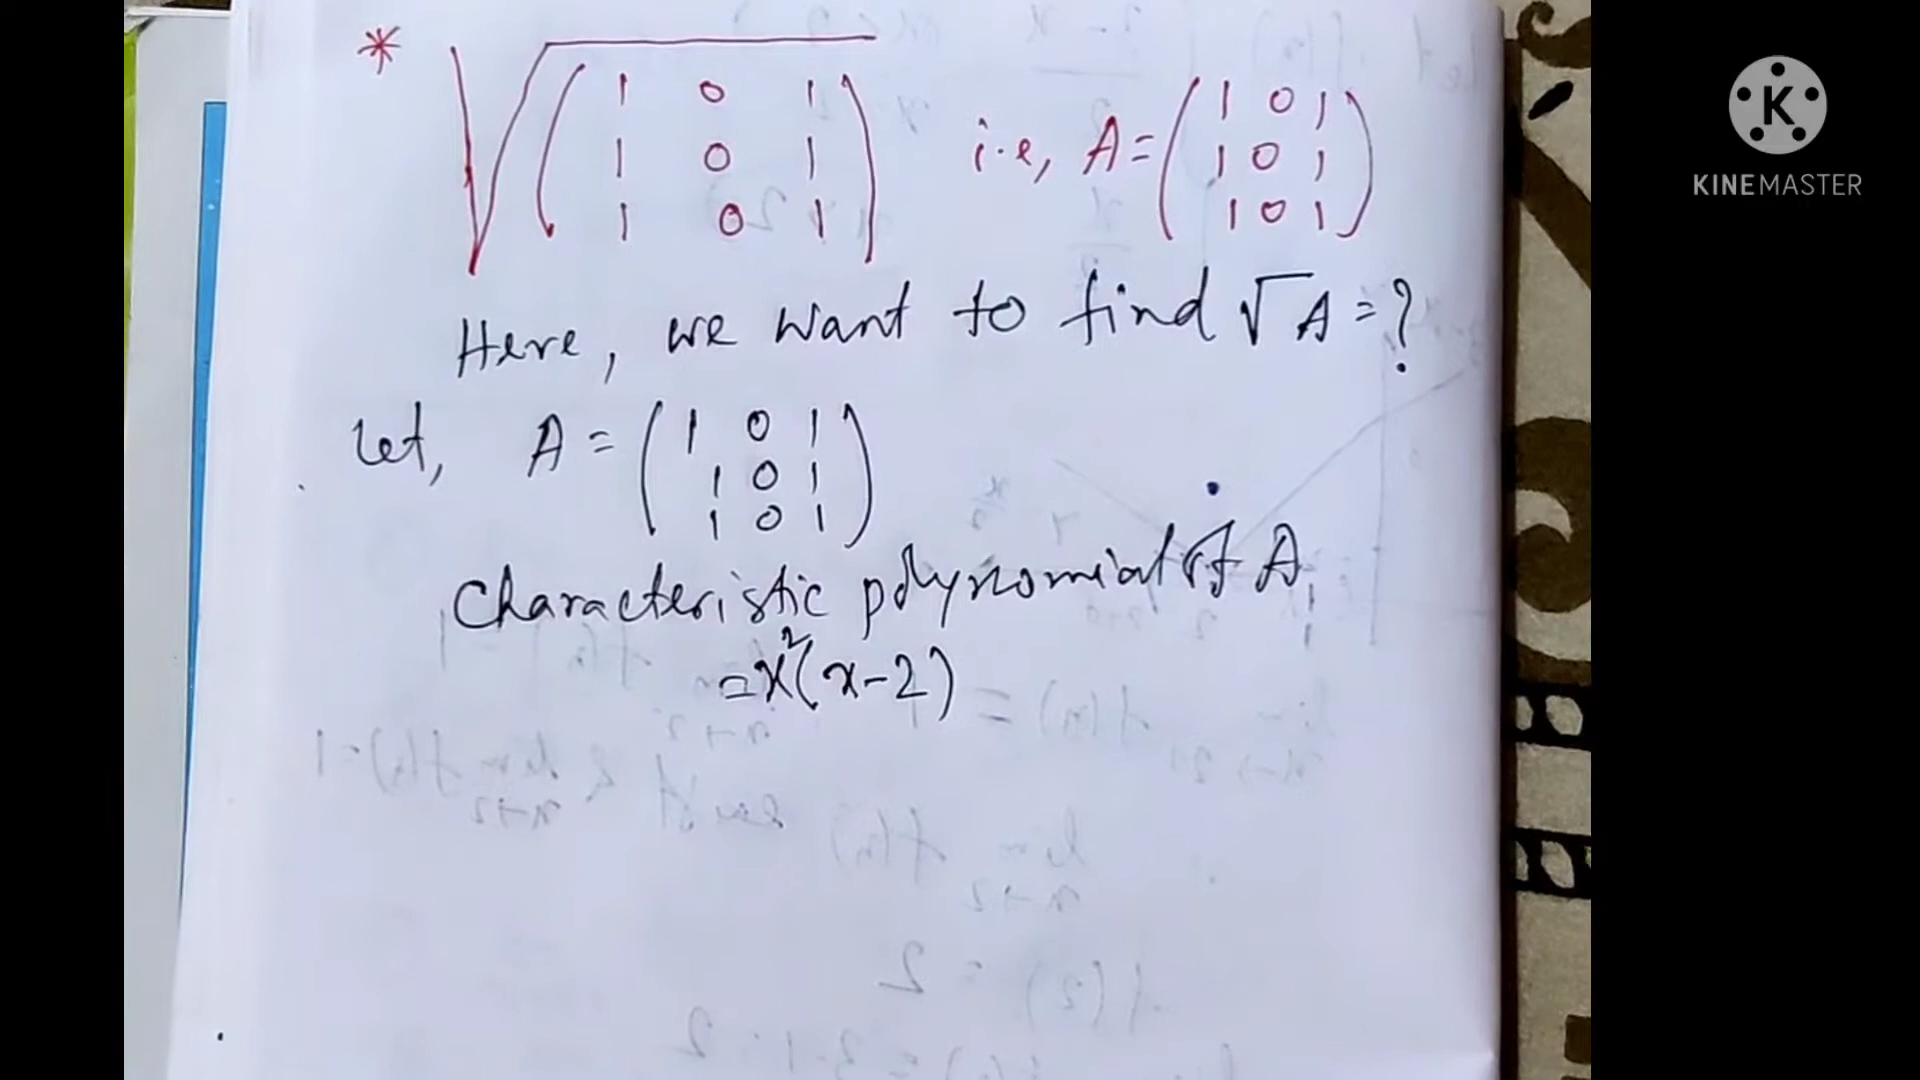 * √(1 0 1
1 0 1
1 0 1) i.e, A = (1 0 1
1 0 1
1 0 1)
Here, we want to find √A = ?
Let, A = (1 0 1
1 0 1
1 0 1)
Characteristic polynomial of A,
= x²(x-2)
K
KINEMASTER